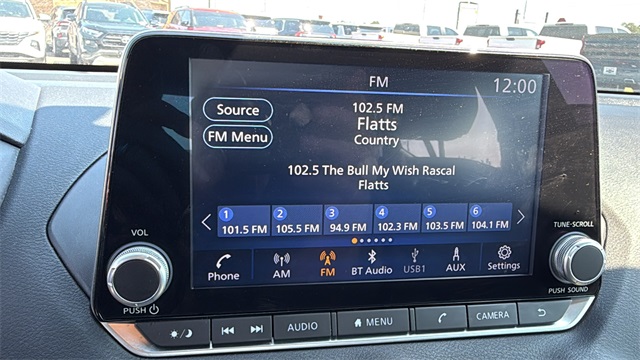 FM
12:00
Source
102.5 FM
Flatts
FM Menu
Country
102.5 The Bull My Wish Rascal
Flatts
1 2 3 4 5 6
101.5 FM 105.5 FM 94.9 FM 102.3 FM 103.5 FM 104.1 FM
Phone AM FM BT Audio USB1 AUX Settings
VOL
PUSH
TUNE·SCROLL
PUSH SOUND
AUDIO MENU CAMERA